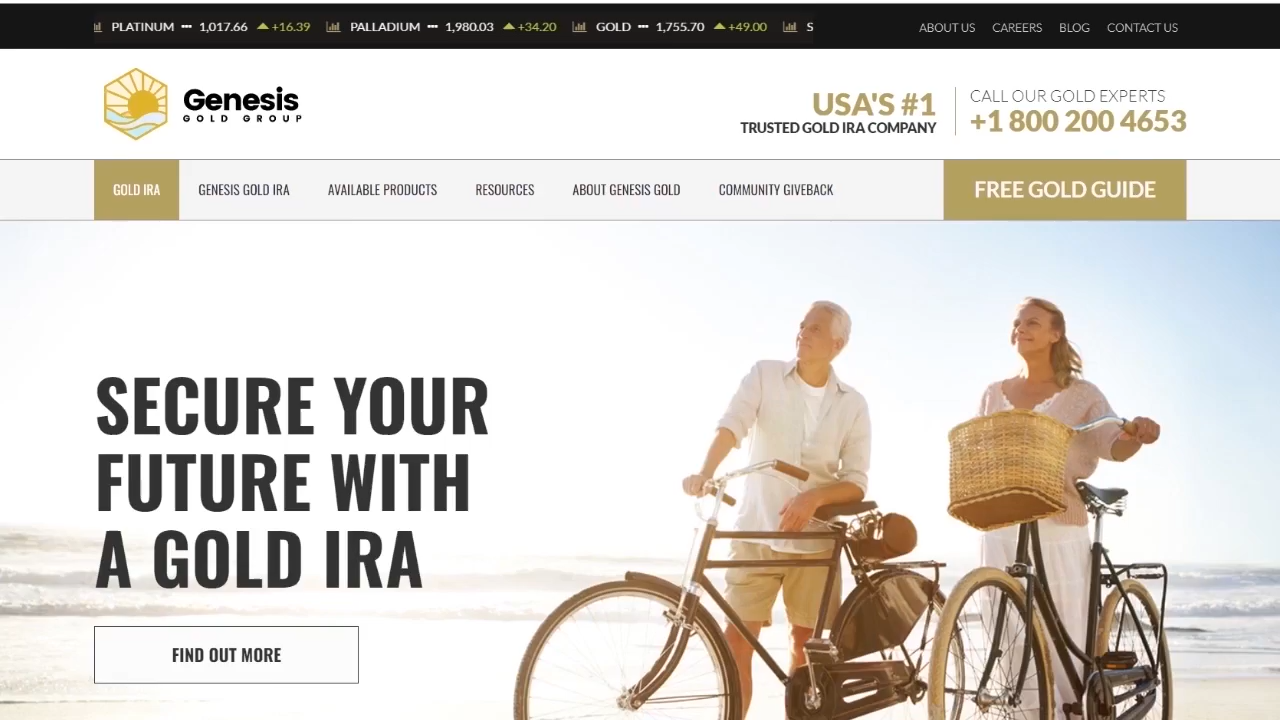 PLATINUM ••• 1,017.66 +16.39 PALLADIUM ••• 1,980.03 +34.20 GOLD ••• 1,755.70 +49.00 S
ABOUT US CAREERS BLOG CONTACT US
Genesis
GOLD GROUP
USA'S #1
TRUSTED GOLD IRA COMPANY
CALL OUR GOLD EXPERTS
+1 800 200 4653
GOLD IRA GENESIS GOLD IRA AVAILABLE PRODUCTS RESOURCES ABOUT GENESIS GOLD COMMUNITY GIVEBACK FREE GOLD GUIDE
SECURE YOUR
FUTURE WITH
A GOLD IRA
FIND OUT MORE